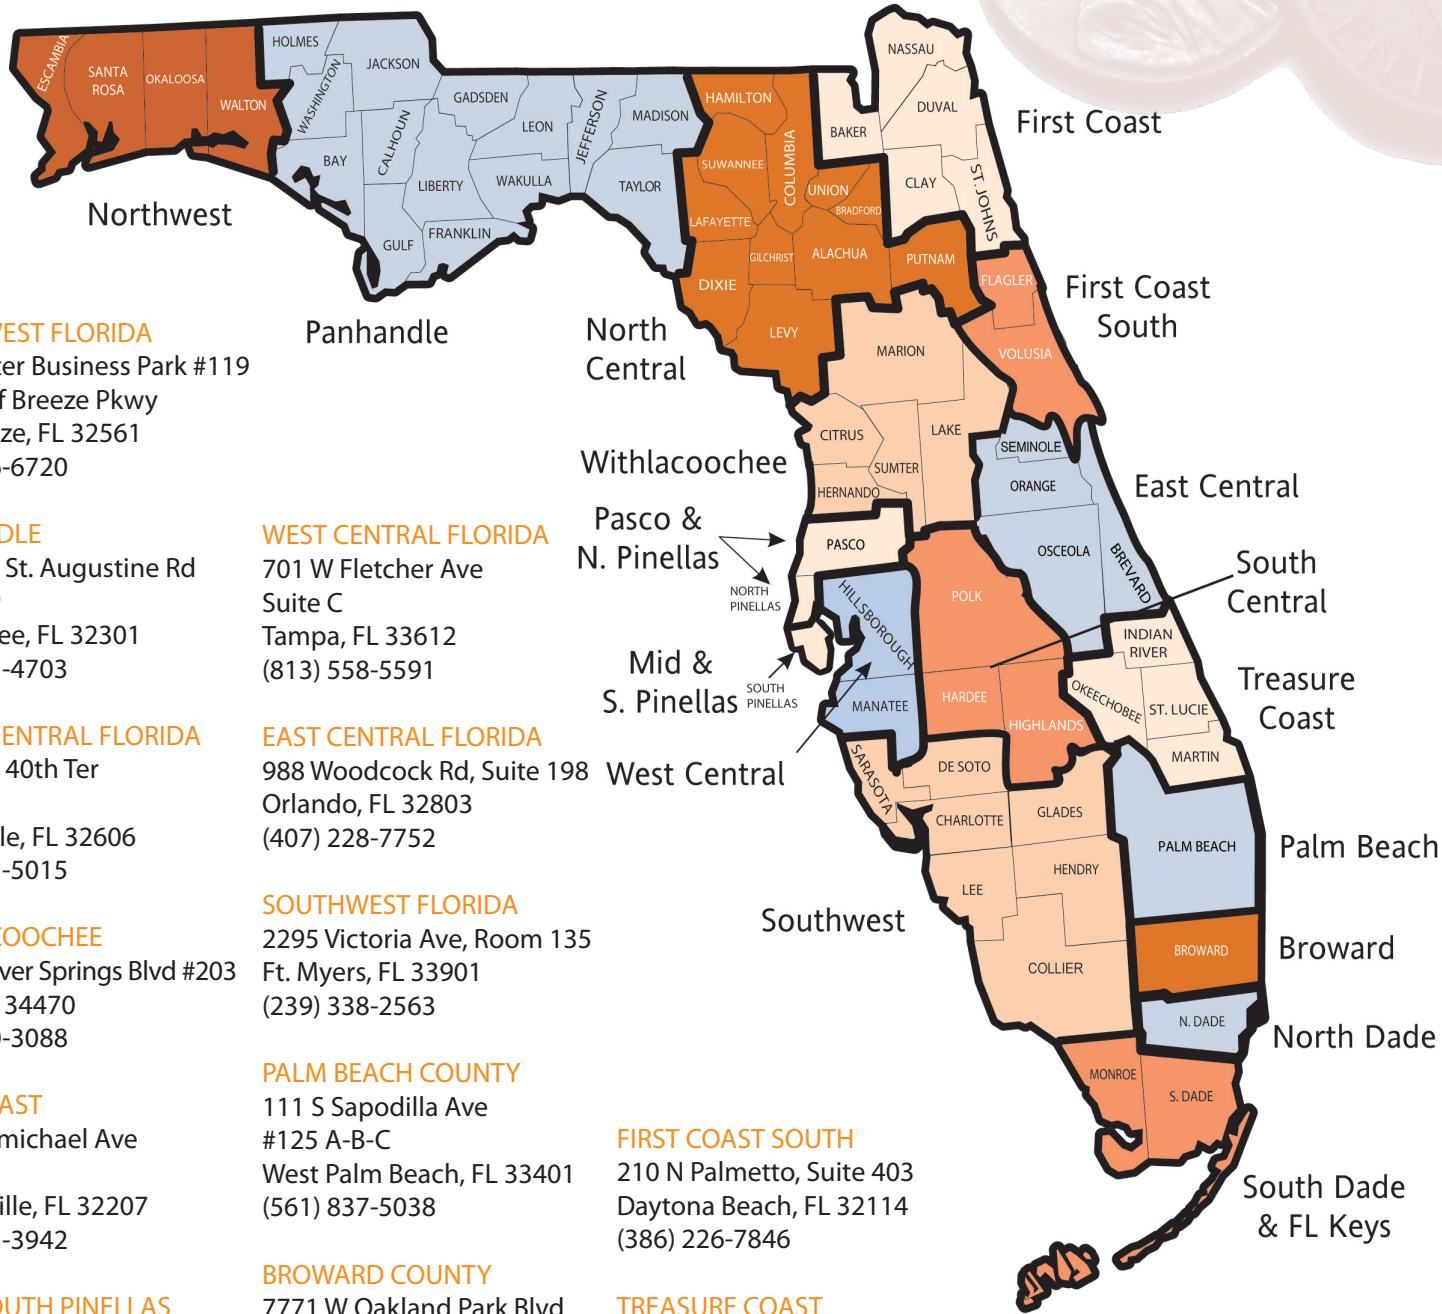 ESCAMBIA
SANTA
ROSA
OKALOOSA
WALTON
HOLMES
WASHINGTON
JACKSON
BAY
CALHOUN
GULF
LIBERTY
GADSDEN
FRANKLIN
LEON
WAKULLA
JEFFERSON
MADISON
TAYLOR
HAMILTON
SUWANNEE
COLUMBIA
LAFAYETTE
UNION
BRADFORD
GILCHRIST
ALACHUA
DIXIE
LEVY
PUTNAM
NASSAU
BAKER
DUVAL
CLAY
ST. JOHNS
FLAGLER
VOLUSIA
MARION
CITRUS
SUMTER
LAKE
HERNANDO
PASCO
NORTH
PINELLAS
SOUTH
PINELLAS
HILLSBOROUGH
MANATEE
SEMINOLE
ORANGE
OSCEOLA
BREVARD
POLK
HARDEE
HIGHLANDS
INDIAN
RIVER
OKEECHOBEE
ST. LUCIE
MARTIN
SARASOTA
DE SOTO
CHARLOTTE
GLADES
LEE
HENDRY
COLLIER
PALM BEACH
BROWARD
N. DADE
MONROE
S. DADE
Northwest
Panhandle
North
Central
First Coast
First Coast
South
Withlacoochee
Pasco &
N. Pinellas
Mid &
S. Pinellas
West Central
East Central
South
Central
Treasure
Coast
Southwest
Palm Beach
Broward
North Dade
South Dade
& FL Keys
VEST FLORIDA
ter Business Park #119
f Breeze Pkwy
ze, FL 32561
-6720
DLE
St. Augustine Rd
ee, FL 32301
-4703
ENTRAL FLORIDA
40th Ter
le, FL 32606
-5015
COOCHEE
ver Springs Blvd #203
34470
-3088
AST
michael Ave
ille, FL 32207
-3942
OUTH PINELLAS
WEST CENTRAL FLORIDA
701 W Fletcher Ave
Suite C
Tampa, FL 33612
(813) 558-5591
EAST CENTRAL FLORIDA
988 Woodcock Rd, Suite 198
Orlando, FL 32803
(407) 228-7752
SOUTHWEST FLORIDA
2295 Victoria Ave, Room 135
Ft. Myers, FL 33901
(239) 338-2563
PALM BEACH COUNTY
111 S Sapodilla Ave
#125 A-B-C
West Palm Beach, FL 33401
(561) 837-5038
BROWARD COUNTY
7771 W Oakland Park Blvd
FIRST COAST SOUTH
210 N Palmetto, Suite 403
Daytona Beach, FL 32114
(386) 226-7846
TREASURE COAST